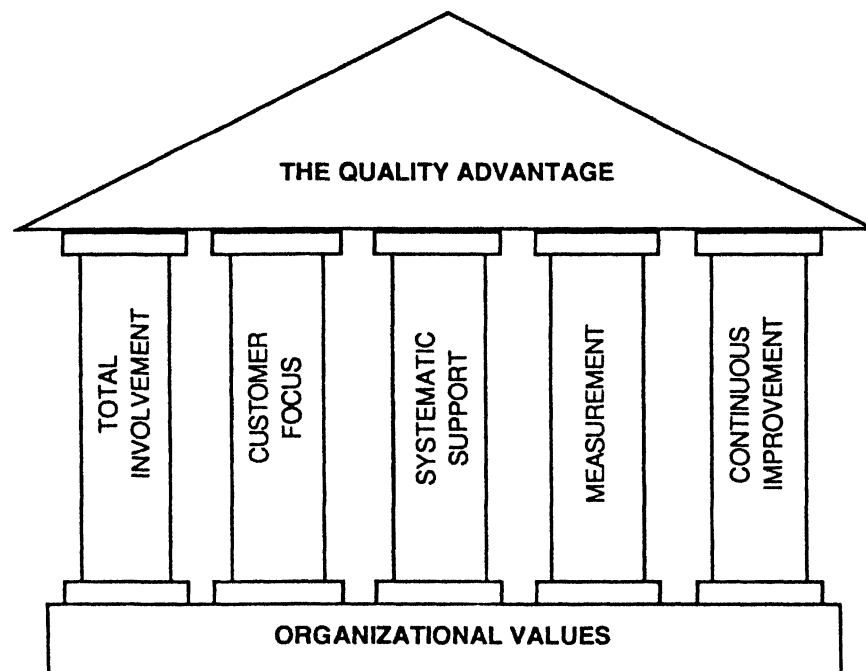 THE QUALITY ADVANTAGE
TOTAL
INVOLVEMENT
CUSTOMER
FOCUS
SYSTEMATIC
SUPPORT
MEASUREMENT
CONTINUOUS
IMPROVEMENT
ORGANIZATIONAL VALUES